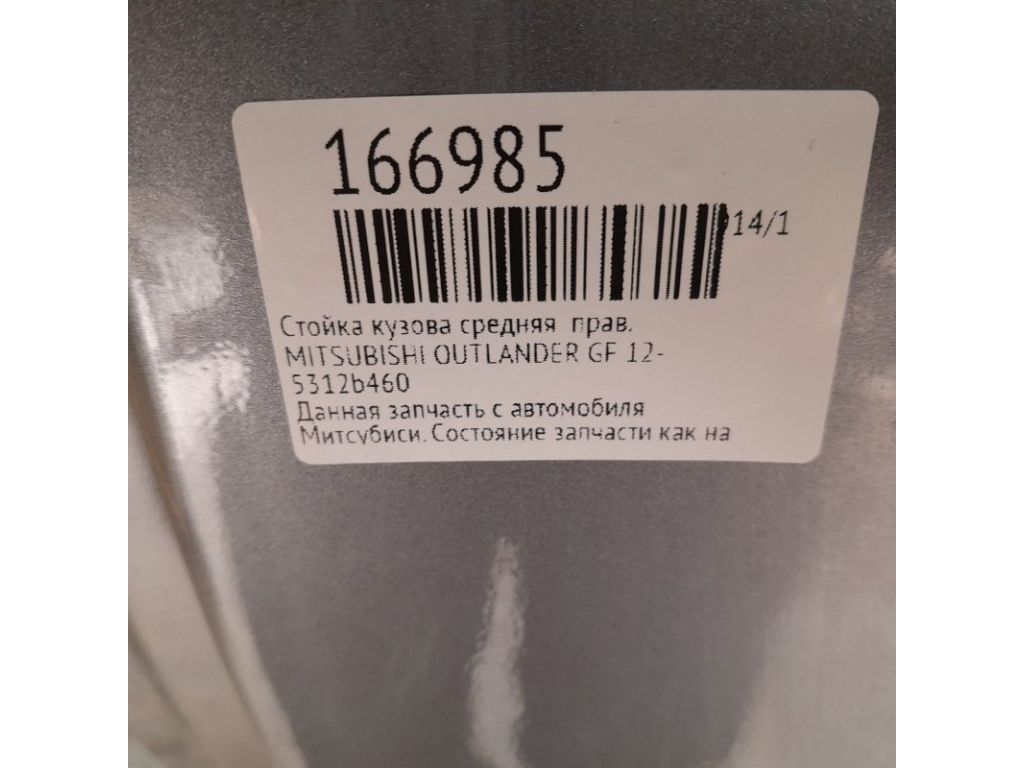 166985
14/1
Стойка кузова средняя прав.
MITSUBISHI OUTLANDER GF 12-
5312b460
Данная запчасть с автомобиля
Митсубиси. Состояние запчасти как на